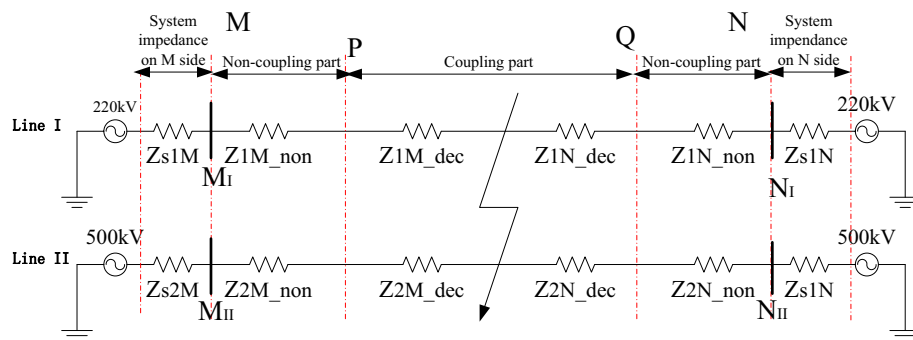 System
impedance
on M side
M
Non-coupling part
P
Coupling part
Q
Non-coupling part
N
System
impendance
on N side
Line I
220kV
Zs1M
MI
Z1M_non
Z1M_dec
Z1N_dec
Z1N_non
NI
Zs1N
220kV
Line II
500kV
Zs2M
MII
Z2M_non
Z2M_dec
Z2N_dec
Z2N_non
NII
Zs1N
500kV